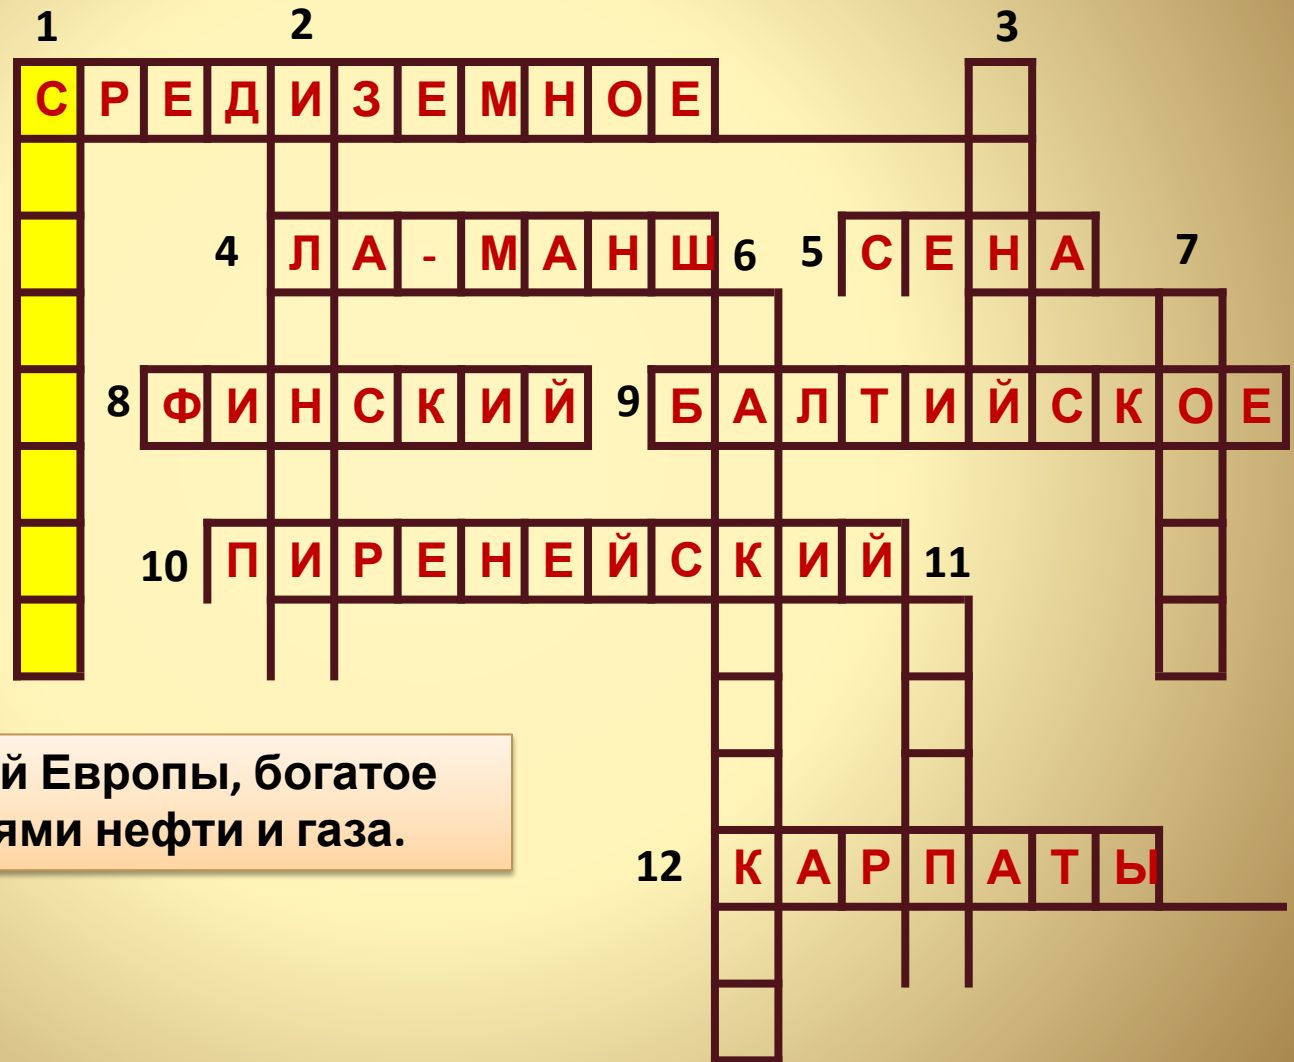 1 2 3
СРЕДИЗЕМНОЕ
4 ЛА-МАНШ 6 5 СЕНА 7
8 ФИНСКИЙ 9 БАЛТИЙСКОЕ
10 ПИРЕНЕЙСКИЙ 11
й Европы, богатое
ями нефти и газа.
12 КАРПАТЫ